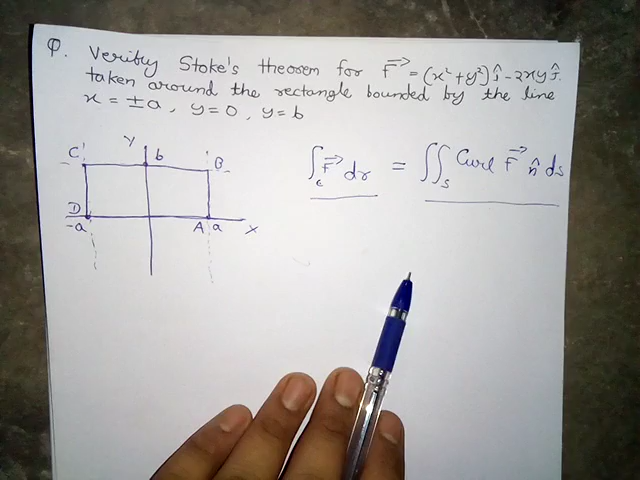 Q. Verify Stoke's theorem for F⃗ = (x² + y²) ĵ - 2xy ĵ.
taken around the rectangle bounded by the line
x = ±a, y = 0, y = b
∫c F⃗ dr = ∬s Curl F⃗ n̂ ds
Y b
C B
D A a X
-a